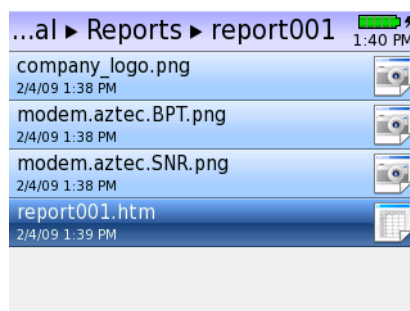 ...al ▸ Reports ▸ report001
1:40 PM
company_logo.png
2/4/09 1:38 PM
modem.aztec.BPT.png
2/4/09 1:38 PM
modem.aztec.SNR.png
2/4/09 1:38 PM
report001.htm
2/4/09 1:39 PM